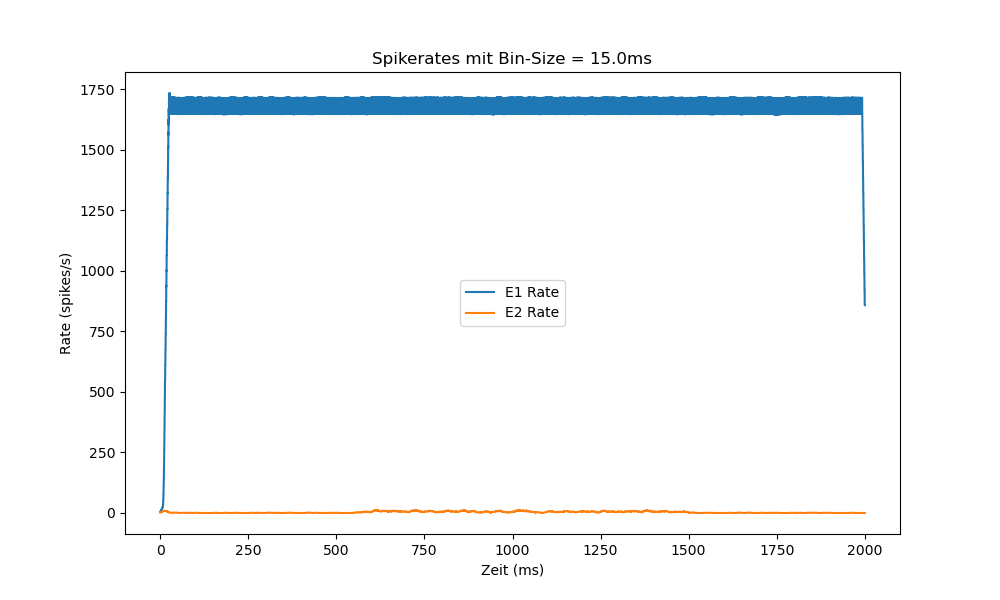 Spikerates mit Bin-Size = 15.0ms
1750
1500
1250
1000
750
500
250
0
Rate (spikes/s)
E1 Rate
E2 Rate
0 250 500 750 1000 1250 1500 1750 2000
Zeit (ms)